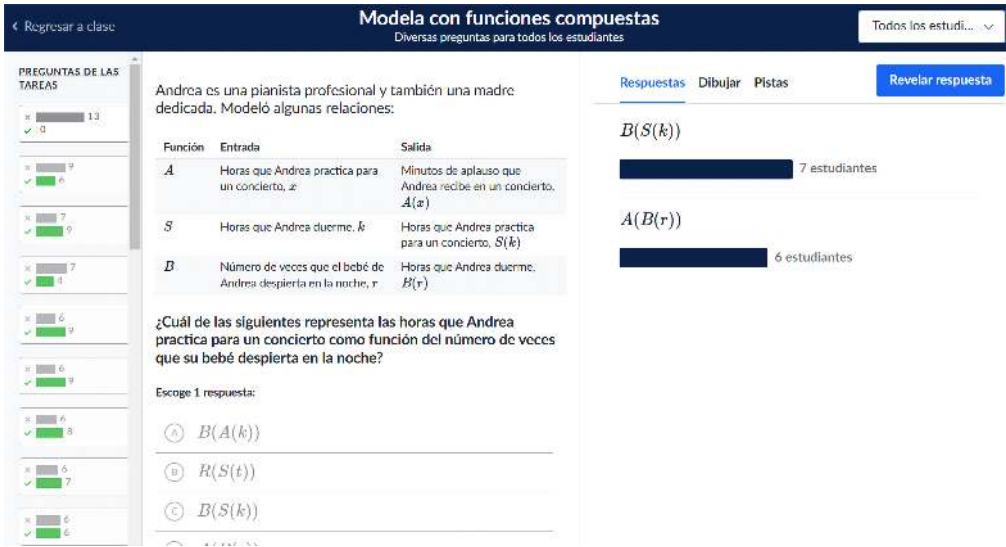 Regresar a clase
Modela con funciones compuestas
Diversas preguntas para todos los estudiantes
Todos los estudi...
PREGUNTAS DE LAS
TAREAS
13
0
9
6
7
9
7
6
9
6
9
6
8
6
7
6
6
Andrea es una pianista profesional y también una madre
dedicada. Modeló algunas relaciones:
Función Entrada Salida
A Horas que Andrea practica para Minutos de aplauso que
un concierto, x Andrea recibe en un concierto,
A(x)
S Horas que Andrea duerme, k Horas que Andrea practica
para un concierto, S(k)
B Número de veces que el bebé de Horas que Andrea duerme,
Andrea despierta en la noche, r B(r)
¿Cuál de las siguientes representa las horas que Andrea
practica para un concierto como función del número de veces
que su bebé despierta en la noche?
Escoge 1 respuesta:
A B(A(k))
B R(S(t))
C B(S(k))
Respuestas Dibujar Pistas
Revelar respuesta
B(S(k))
7 estudiantes
A(B(r))
6 estudiantes